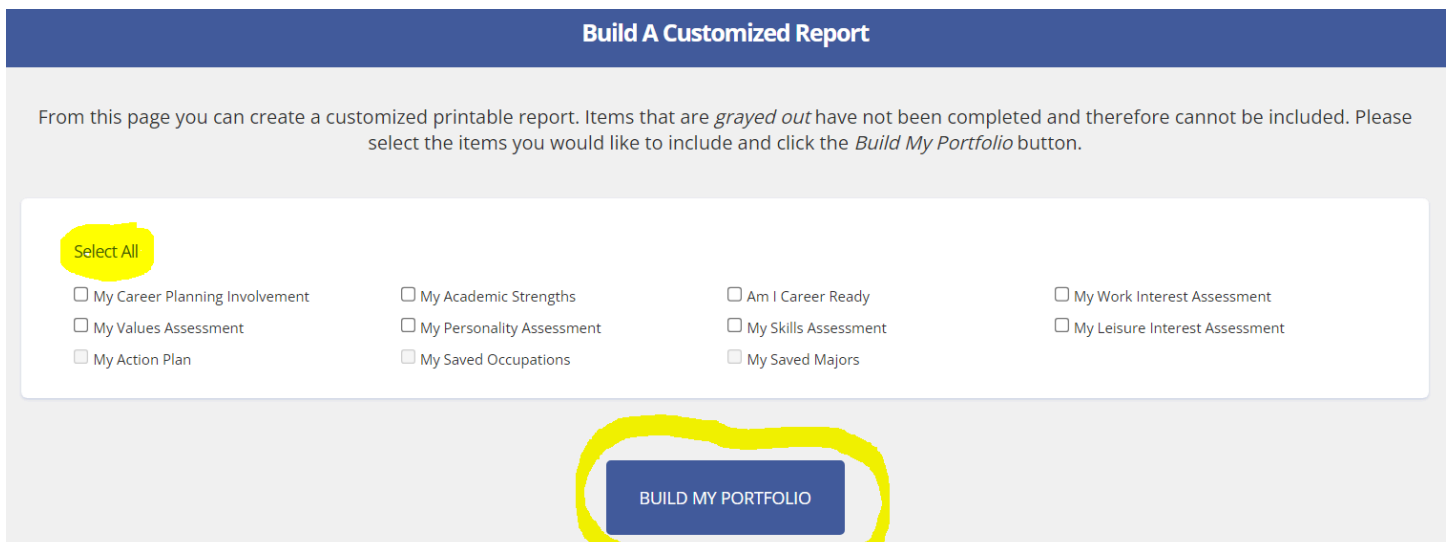 Build A Customized Report
From this page you can create a customized printable report. Items that are grayed out have not been completed and therefore cannot be included. Please
select the items you would like to include and click the Build My Portfolio button.
Select All
My Career Planning Involvement My Academic Strengths Am I Career Ready My Work Interest Assessment
My Values Assessment My Personality Assessment My Skills Assessment My Leisure Interest Assessment
My Action Plan My Saved Occupations My Saved Majors
BUILD MY PORTFOLIO